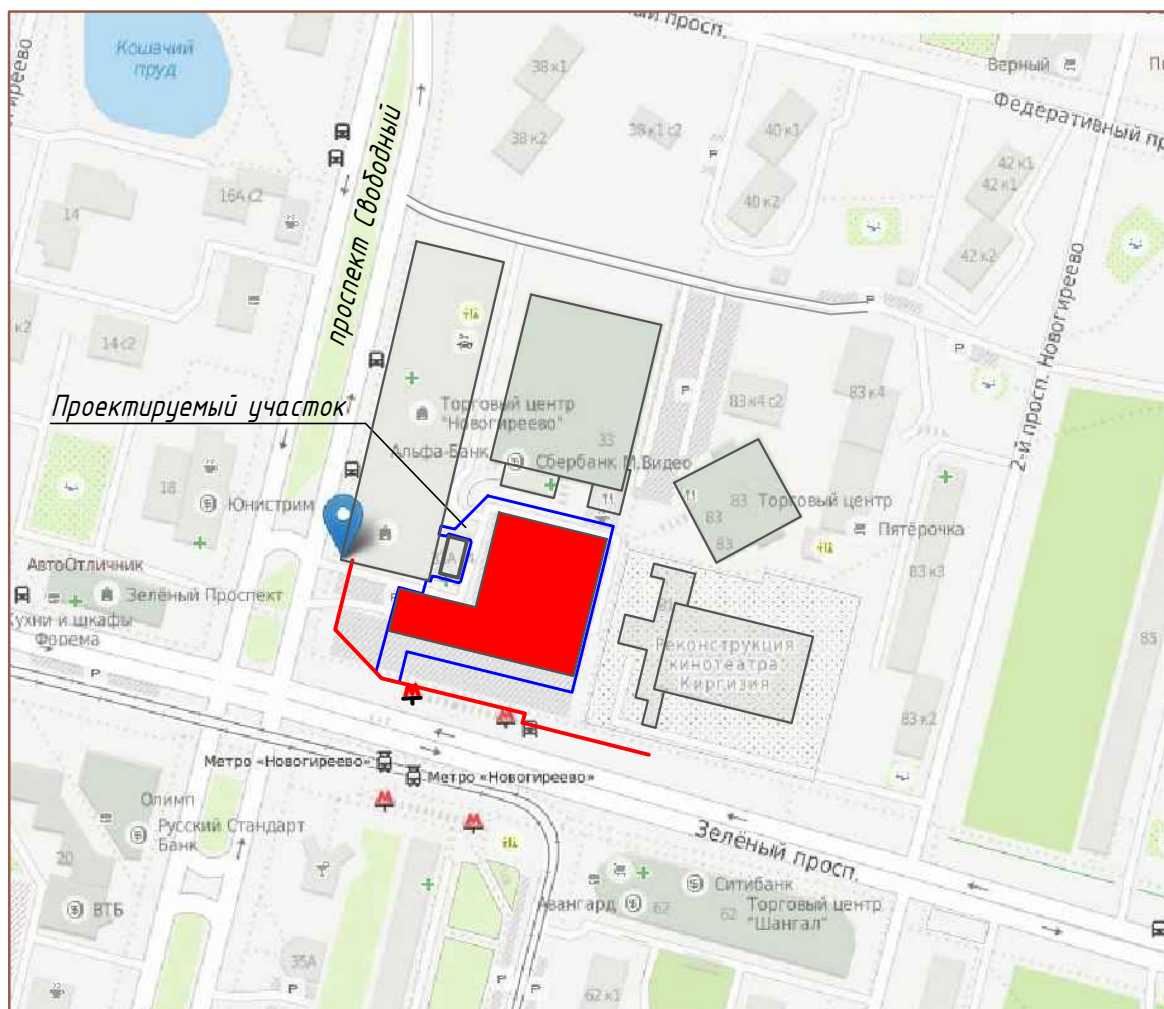 Кошачий
пруд
просп.
Верный
Федеративный пр
38 к1
38 к2
38 к1 с2
40 к1
40 к2
42 к1
42 к1
42 к2
P
16А с2
14
проспект Свободный
2-й просп. Новогиреево
к2
14 с2
P
P
P
Проектируемый участок
Торговый центр
"Новогиреево"
33
83 к4 с2
83 к4
Альфа-Банк
Сбербанк М.Видео
18
Юнистрим
83 Торговый центр
83
83
Пятёрочка
АвтоОтличник
Зелёный Проспект
Кухни и шкафы
Форема
83 к3
85
Реконструкция
кинотеатра
Киргизия
P
83 к2
Метро «Новогиреево»
Метро «Новогиреево»
Олимп
Русский Стандарт
Банк
20
ВТБ
Зелёный просп.
Ситибанк
Авангард
62
62
Торговый центр
"Шангал"
35А
P
P
P
P
62 к1